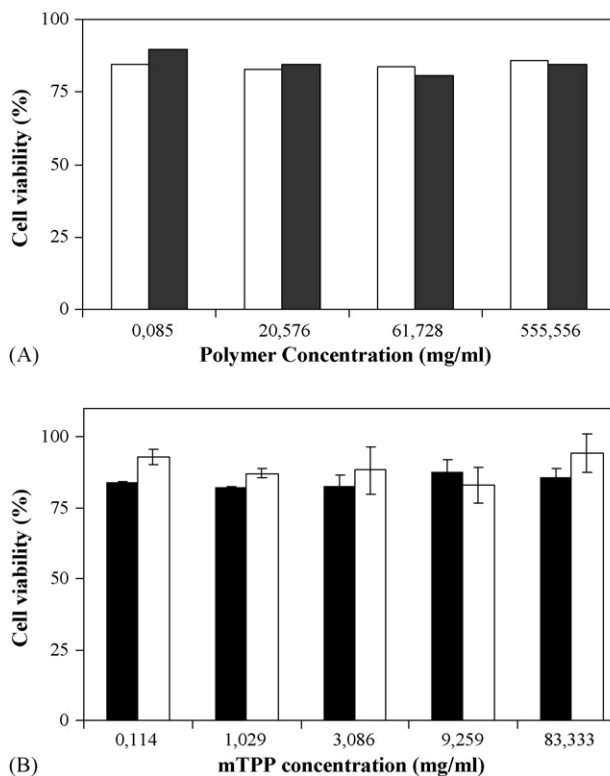 100
75
50
25
0
Cell viability (%)
0,085 20,576 61,728 555,556
(A) Polymer Concentration (mg/ml)
100
75
50
25
0
Cell viability (%)
0,114 1,029 3,086 9,259 83,333
(B) mTPP concentration (mg/ml)